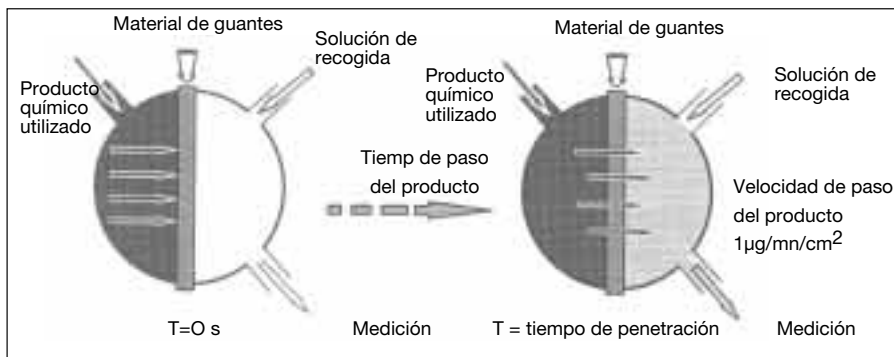 Material de guantes
Solución de
recogida
Producto
químico
utilizado
T=O s
Medición
Tiemp de paso
del producto
Material de guantes
Producto
químico
utilizado
Solución de
recogida
Velocidad de paso
del producto
1µg/mn/cm²
T = tiempo de penetración
Medición